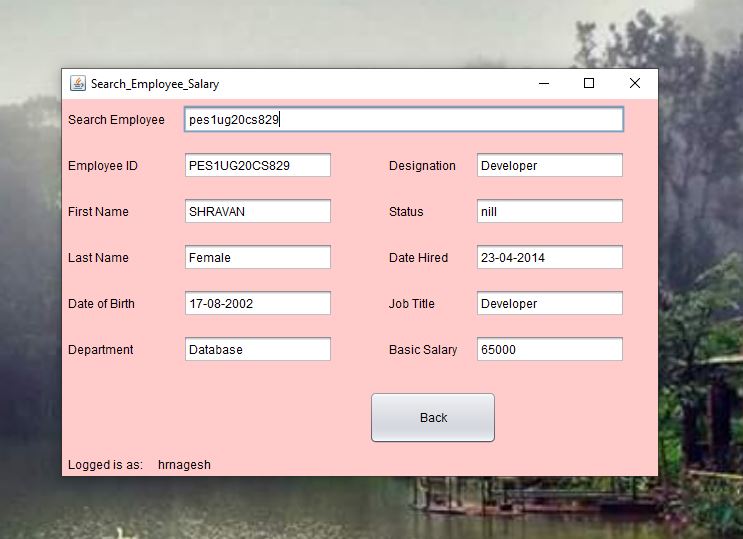 Search_Employee_Salary
Search Employee pes1ug20cs829
Employee ID PES1UG20CS829 Designation Developer
First Name SHRAVAN Status nill
Last Name Female Date Hired 23-04-2014
Date of Birth 17-08-2002 Job Title Developer
Department Database Basic Salary 65000
Back
Logged is as: hrnagesh